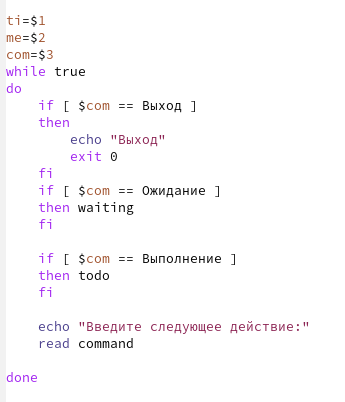 ti=$1
me=$2
com=$3
while true
do
    if [ $com == Выход ]
    then
        echo "Выход"
        exit 0
    fi
    if [ $com == Ожидание ]
    then waiting
    fi

    if [ $com == Выполнение ]
    then todo
    fi

    echo "Введите следующее действие:"
    read command

done